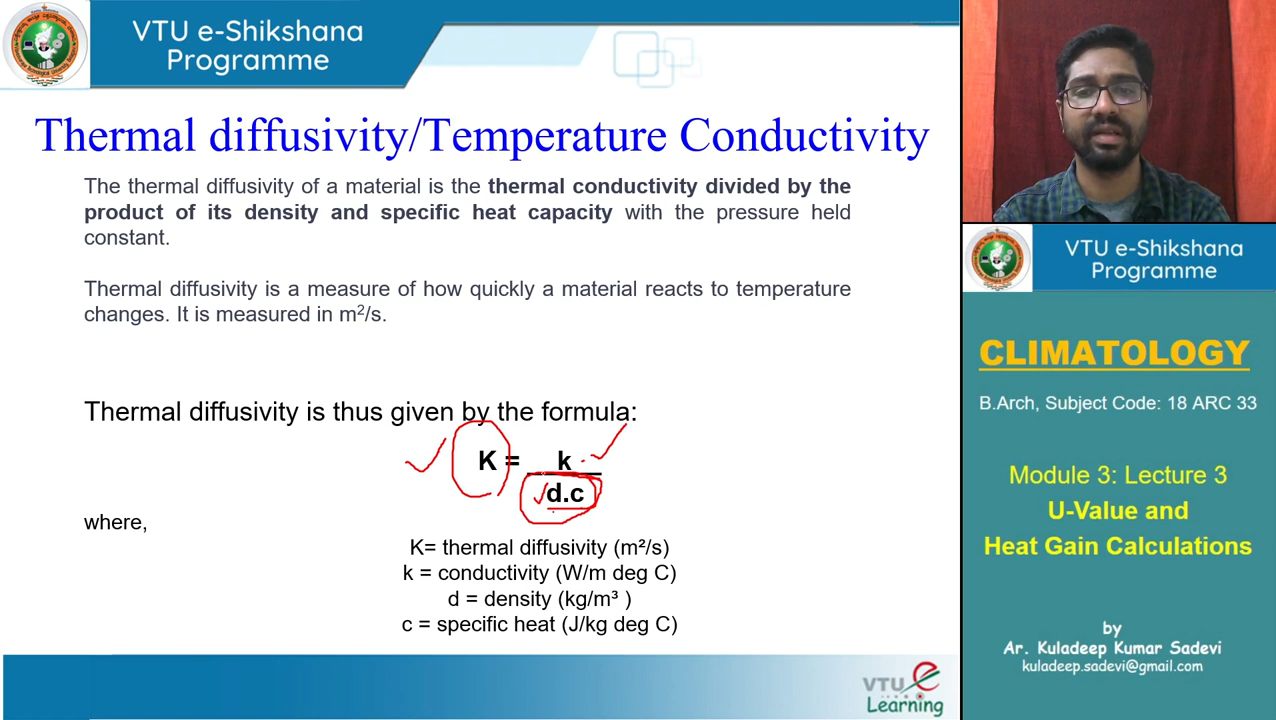 VTU e-Shikshana
Programme
Thermal diffusivity/Temperature Conductivity
The thermal diffusivity of a material is the thermal conductivity divided by the
product of its density and specific heat capacity with the pressure held
constant.
Thermal diffusivity is a measure of how quickly a material reacts to temperature
changes. It is measured in m²/s.
Thermal diffusivity is thus given by the formula:
K = k
d.c
where,
K= thermal diffusivity (m²/s)
k = conductivity (W/m deg C)
d = density (kg/m³ )
c = specific heat (J/kg deg C)
VTU e
Learning
VTU e-Shikshana
Programme
CLIMATOLOGY
B.Arch, Subject Code: 18 ARC 33
Module 3: Lecture 3
U-Value and
Heat Gain Calculations
by
Ar. Kuladeep Kumar Sadevi
kuladeep.sadevi@gmail.com